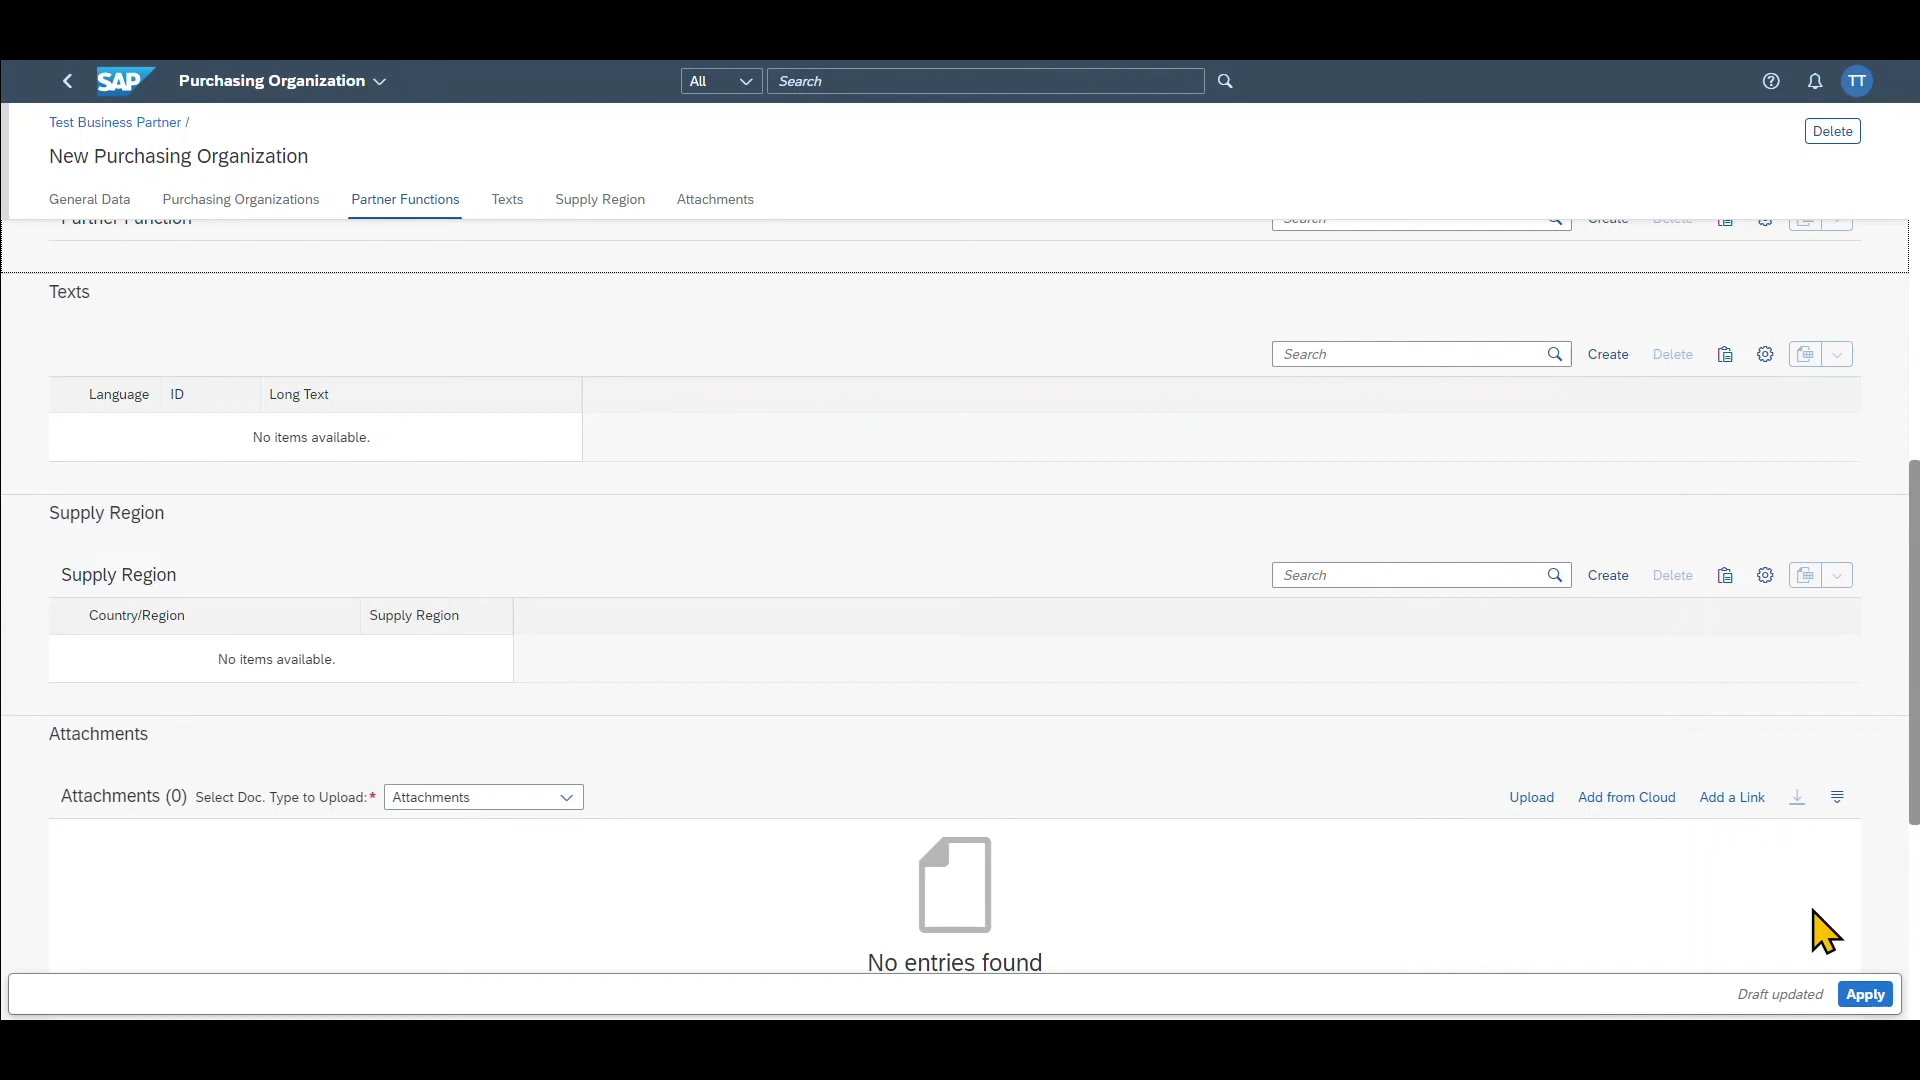 SAP Purchasing Organization All Search TT
Test Business Partner /
Delete
New Purchasing Organization
General Data Purchasing Organizations Partner Functions Texts Supply Region Attachments
Partner Function Search Create Delete
Texts
Search Create Delete
Language ID Long Text
No items available.
Supply Region
Supply Region Search Create Delete
Country/Region Supply Region
No items available.
Attachments
Attachments (0) Select Doc. Type to Upload:* Attachments Upload Add from Cloud Add a Link
No entries found
Draft updated Apply